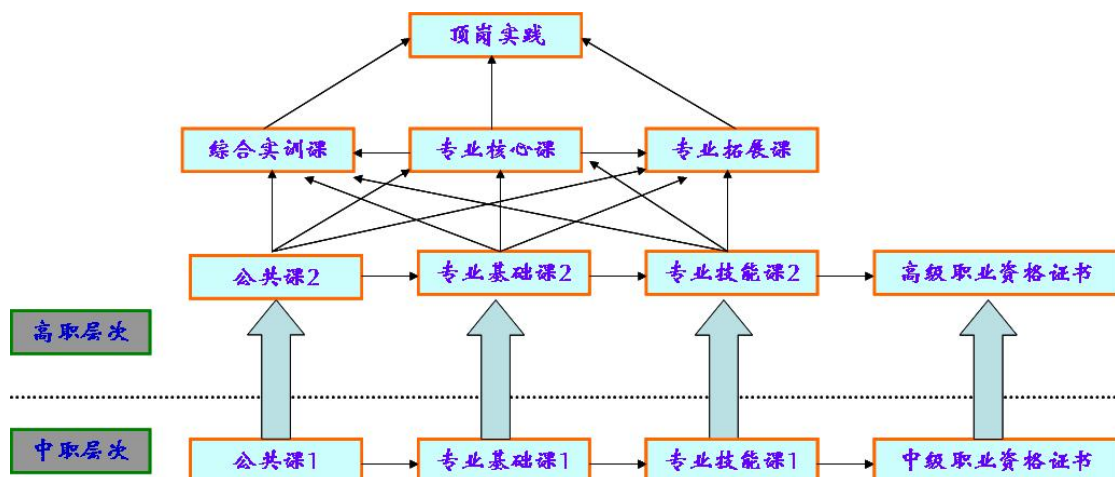 顶岗实践
综合实训课
专业核心课
专业拓展课
公共课2
专业基础课2
专业技能课2
高级职业资格证书
高职层次
中职层次
公共课1
专业基础课1
专业技能课1
中级职业资格证书